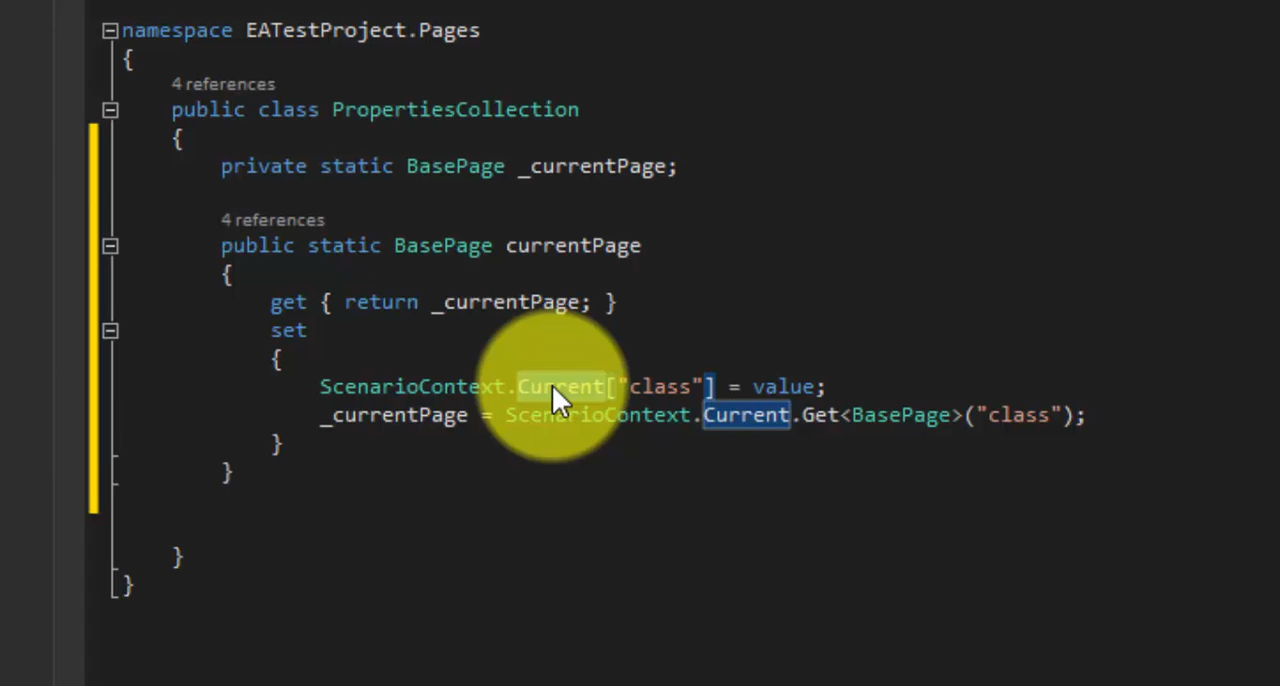 namespace EATestProject.Pages
{
4 references
public class PropertiesCollection
{
private static BasePage _currentPage;
4 references
public static BasePage currentPage
{
get { return _currentPage; }
set
{
ScenarioContext.Current["class"] = value;
_currentPage = ScenarioContext.Current.Get<BasePage>("class");
}
}
}
}